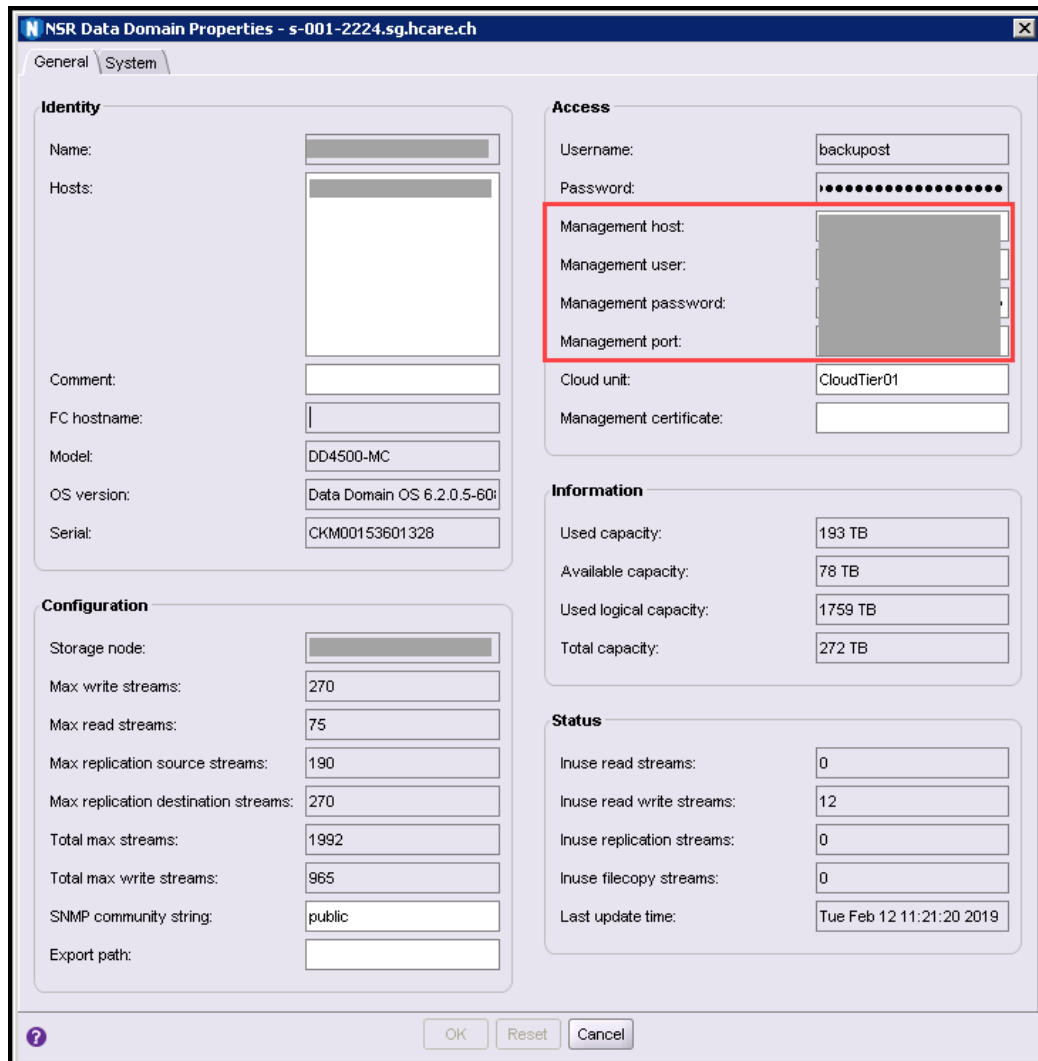 NSR Data Domain Properties - s-001-2224.sg.hcare.ch
General
System
Identity
Name:
Hosts:
Comment:
FC hostname:
Model: DD4500-MC
OS version: Data Domain OS 6.2.0.5-60
Serial: CKM00153601328
Configuration
Storage node:
Max write streams: 270
Max read streams: 75
Max replication source streams: 190
Max replication destination streams: 270
Total max streams: 1992
Total max write streams: 965
SNMP community string: public
Export path:
Access
Username: backupost
Password: ●●●●●●●●●●●●●●●●●●●
Management host:
Management user:
Management password:
Management port:
Cloud unit: CloudTier01
Management certificate:
Information
Used capacity: 193 TB
Available capacity: 78 TB
Used logical capacity: 1759 TB
Total capacity: 272 TB
Status
Inuse read streams: 0
Inuse read write streams: 12
Inuse replication streams: 0
Inuse filecopy streams: 0
Last update time: Tue Feb 12 11:21:20 2019
?
OK
Reset
Cancel